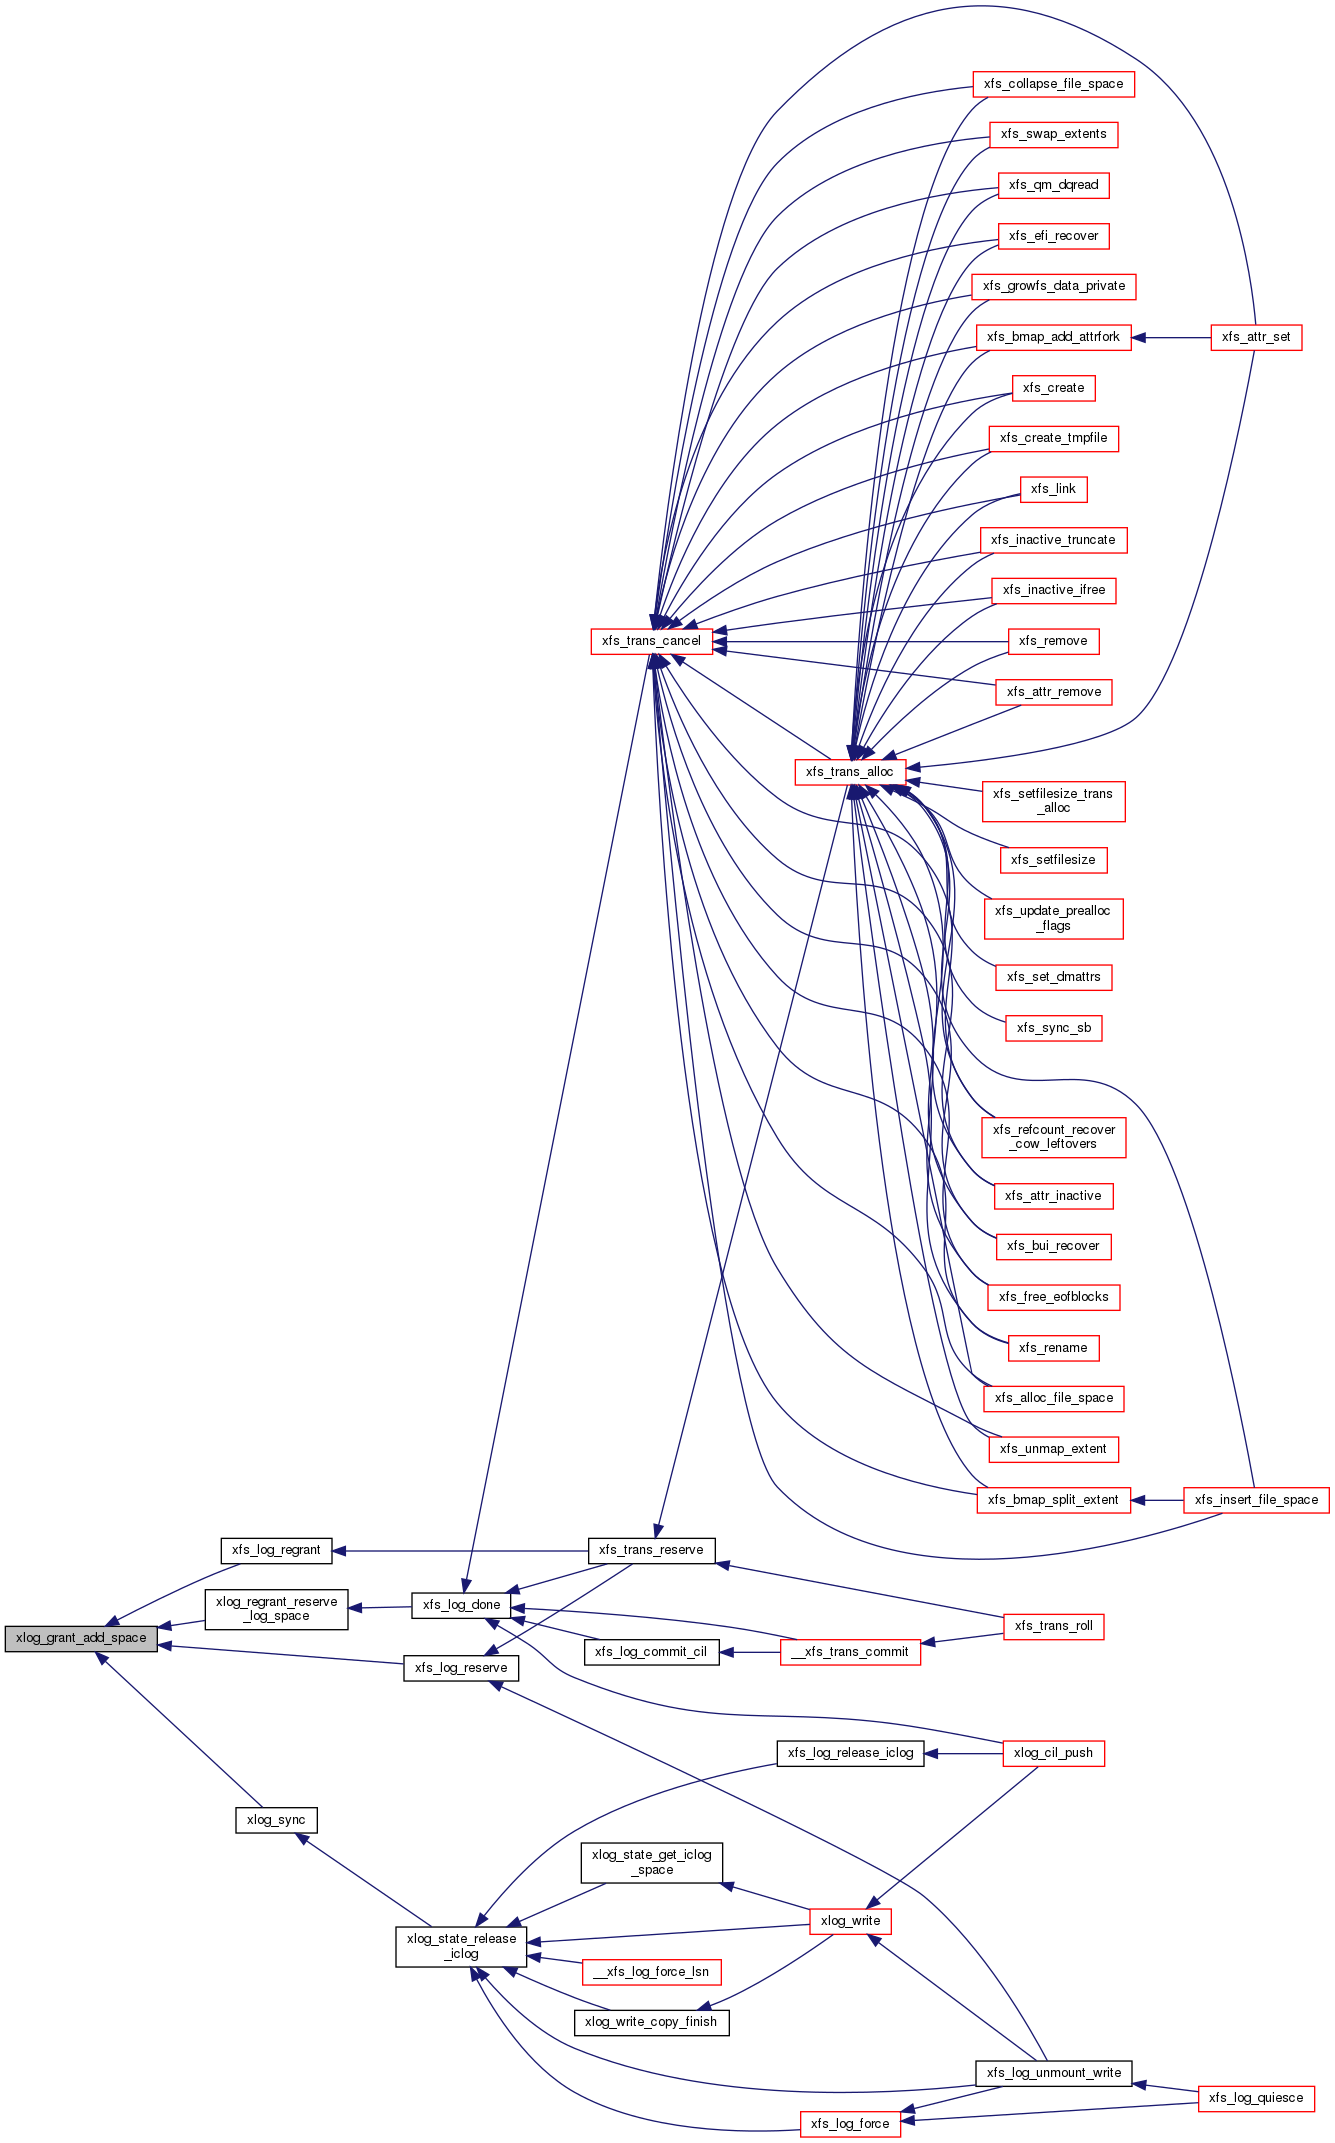 xfs_collapse_file_space
xfs_swap_extents
xfs_qm_dqread
xfs_efi_recover
xfs_growfs_data_private
xfs_bmap_add_attrfork
xfs_attr_set
xfs_create
xfs_create_tmpfile
xfs_link
xfs_inactive_truncate
xfs_inactive_ifree
xfs_trans_cancel
xfs_remove
xfs_attr_remove
xfs_trans_alloc
xfs_setfilesize_trans
_alloc
xfs_setfilesize
xfs_update_prealloc
_flags
xfs_set_dmattrs
xfs_sync_sb
xfs_refcount_recover
_cow_leftovers
xfs_attr_inactive
xfs_bui_recover
xfs_free_eofblocks
xfs_rename
xfs_alloc_file_space
xfs_unmap_extent
xfs_bmap_split_extent
xfs_insert_file_space
xfs_log_regrant
xfs_trans_reserve
xlog_regrant_reserve
_log_space
xfs_log_done
xfs_trans_roll
xlog_grant_add_space
xfs_log_commit_cil
__xfs_trans_commit
xfs_log_reserve
xfs_log_release_iclog
xlog_cil_push
xlog_sync
xlog_state_get_iclog
_space
xlog_write
xlog_state_release
_iclog
__xfs_log_force_lsn
xlog_write_copy_finish
xfs_log_unmount_write
xfs_log_quiesce
xfs_log_force